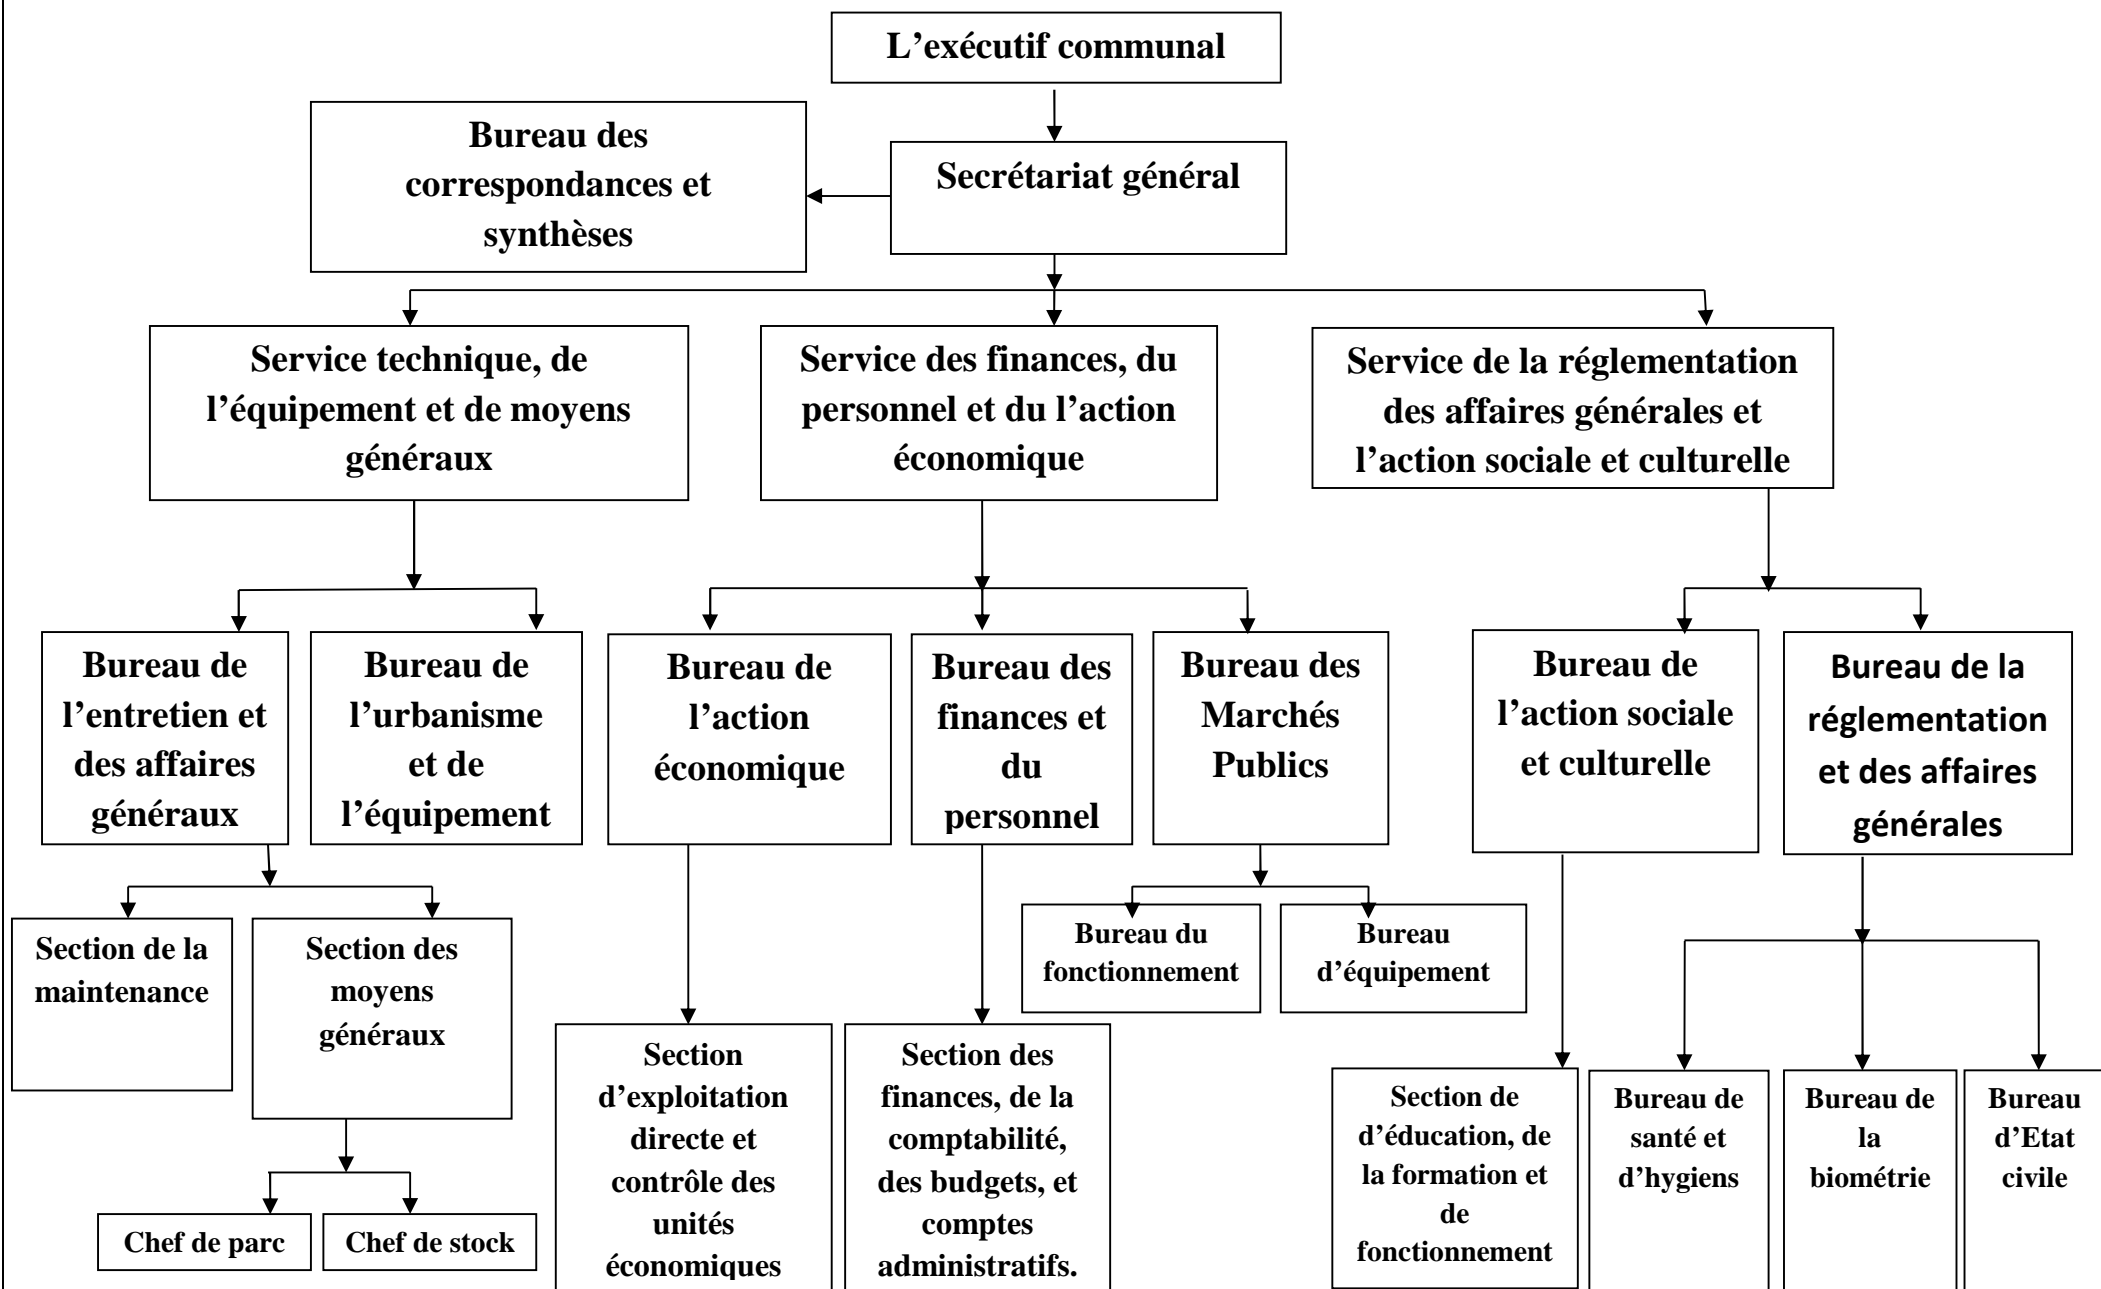 L’exécutif communal
Bureau des
correspondances et
synthèses
Secrétariat général
Service technique, de
l’équipement et de moyens
généraux
Service des finances, du
personnel et du l’action
économique
Service de la réglementation
des affaires générales et
l’action sociale et culturelle
Bureau de
l’entretien et
des affaires
généraux
Bureau de
l’urbanisme
et de
l’équipement
Bureau de
l’action
économique
Bureau des
finances et
du
personnel
Bureau des
Marchés
Publics
Bureau de
l’action sociale
et culturelle
Bureau de la
réglementation
et des affaires
générales
Section de la
maintenance
Section des
moyens
généraux
Bureau du
fonctionnement
Bureau
d’équipement
Section
d’exploitation
directe et
contrôle des
unités
économiques
Section des
finances, de la
comptabilité,
des budgets, et
comptes
administratifs.
Section de
d’éducation, de
la formation et
de
fonctionnement
Bureau de
santé et
d’hygiens
Bureau de
la
biométrie
Bureau
d’Etat
civile
Chef de parc
Chef de stock